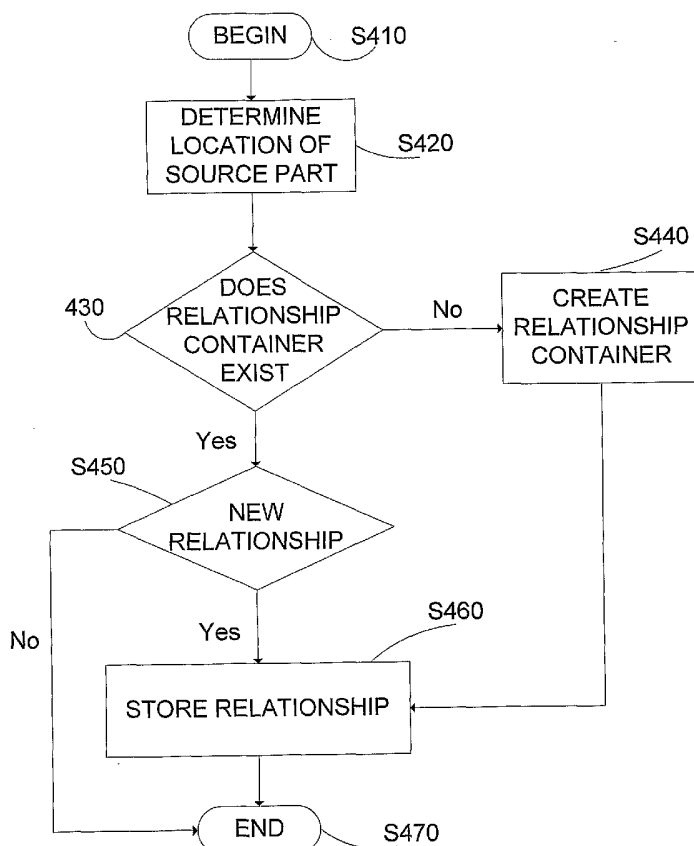 BEGIN
S410
DETERMINE
LOCATION OF
SOURCE PART
S420
430
DOES
RELATIONSHIP
CONTAINER
EXIST
No
S440
CREATE
RELATIONSHIP
CONTAINER
Yes
S450
NEW
RELATIONSHIP
No
Yes
S460
STORE RELATIONSHIP
END
S470